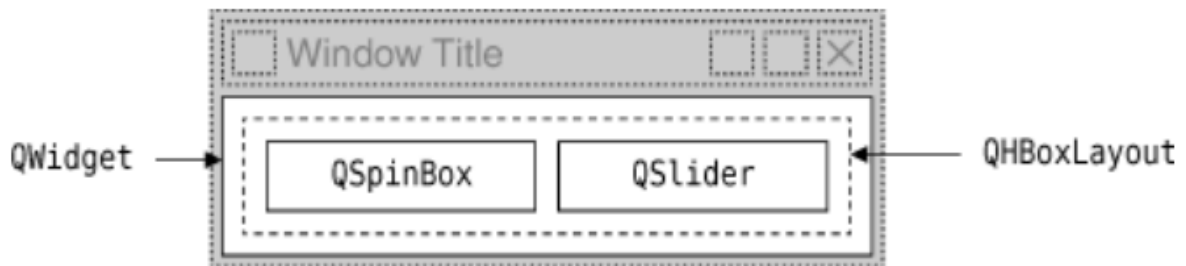 Window Title
QWidget
QSpinBox
QSlider
QHBoxLayout